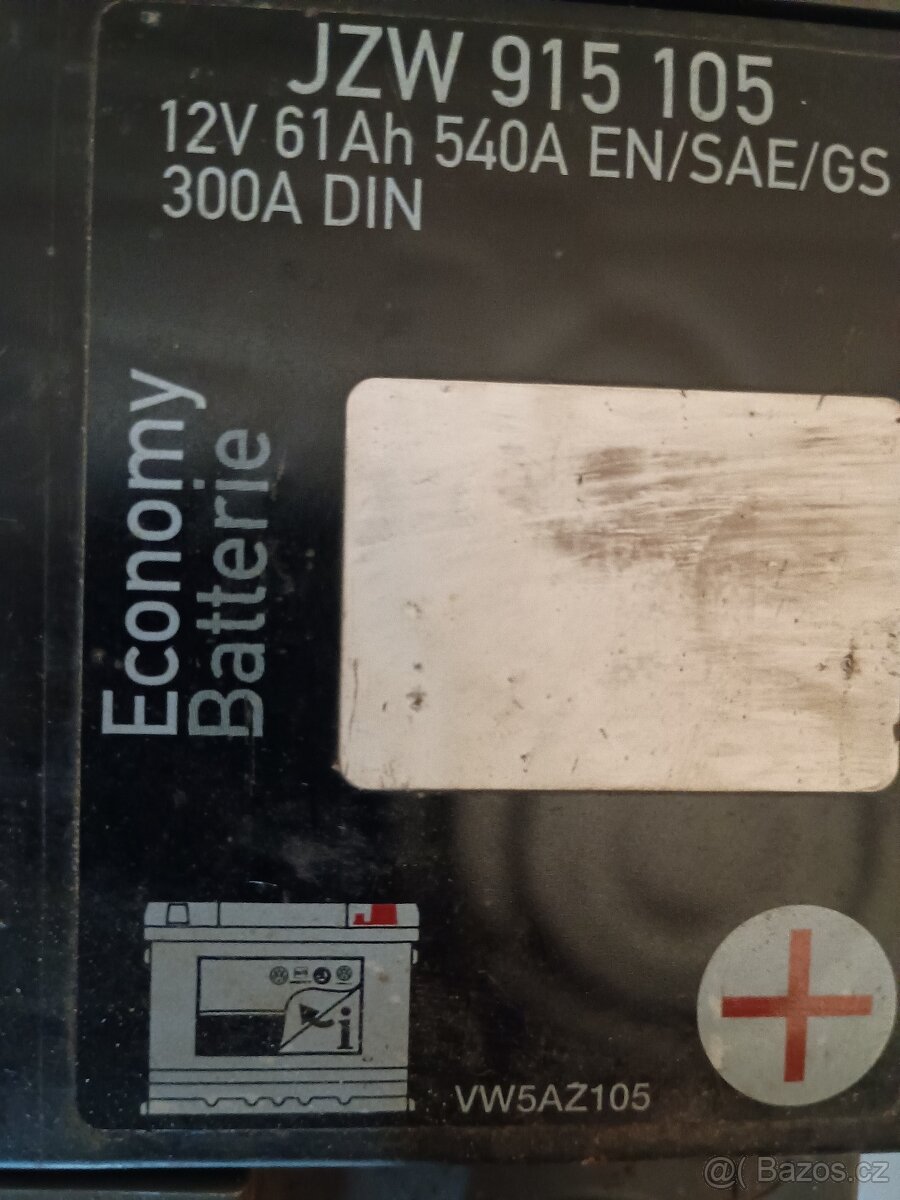 JZW 915 105
12V 61Ah 540A EN/SAE/GS
300A DIN
Economy
Batterie
i
VW5AZ105
@( Bazos.cz